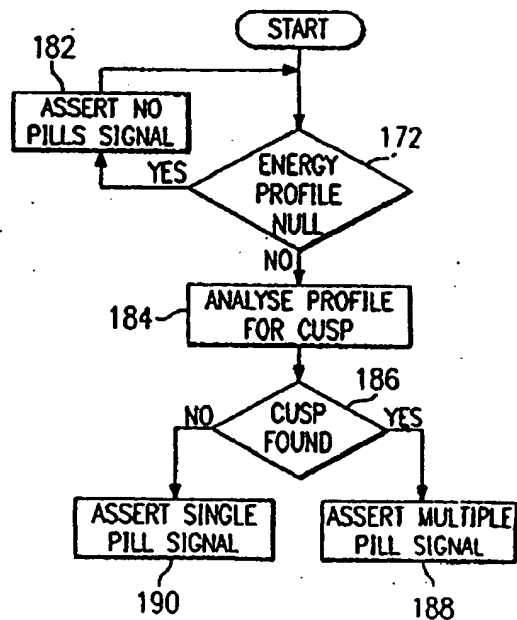 START
182
ASSERT NO
PILLS SIGNAL
172
YES
ENERGY
PROFILE
NULL
NO
184
ANALYSE PROFILE
FOR CUSP
186
NO
CUSP
FOUND
YES
ASSERT SINGLE
PILL SIGNAL
190
ASSERT MULTIPLE
PILL SIGNAL
188